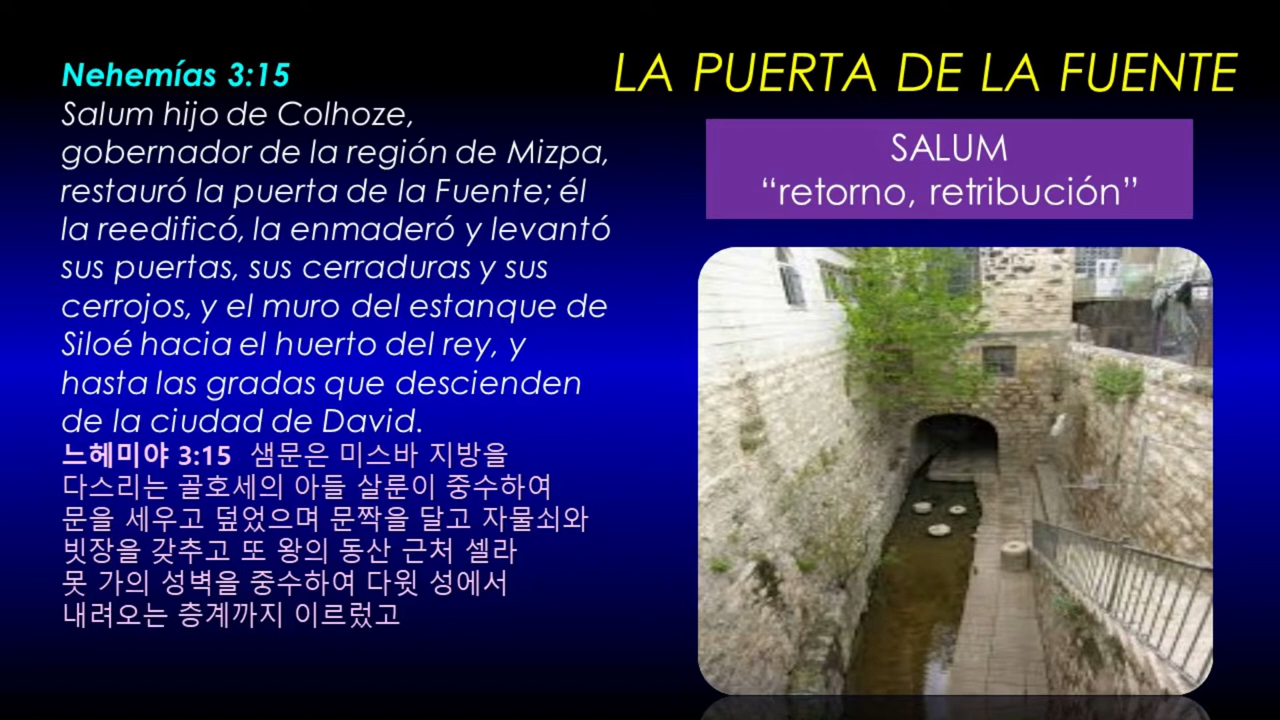 LA PUERTA DE LA FUENTE
Nehemías 3:15
Salum hijo de Colhoze,
gobernador de la región de Mizpa,
restauró la puerta de la Fuente; él
la reedificó, la enmaderó y levantó
sus puertas, sus cerraduras y sus
cerrojos, y el muro del estanque de
Siloé hacia el huerto del rey, y
hasta las gradas que descienden
de la ciudad de David.
느헤미야 3:15 샘문은 미스바 지방을
다스리는 골호세의 아들 살룬이 중수하여
문을 세우고 덮었으며 문짝을 달고 자물쇠와
빗장을 갖추고 또 왕의 동산 근처 셀라
못 가의 성벽을 중수하여 다윗 성에서
내려오는 층계까지 이르렀고
SALUM
“retorno, retribución”